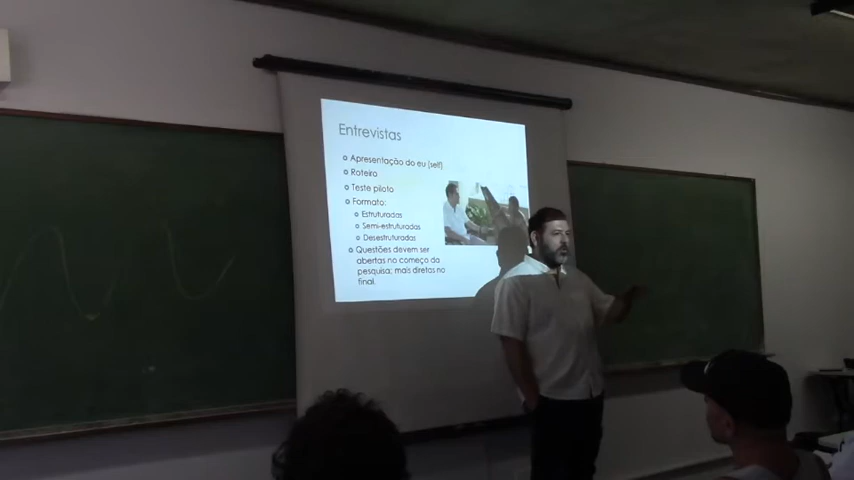 Entrevistas
Apresentação do eu (self)
Roteiro
Teste piloto
Formato:
Estruturadas
Semi-estruturadas
Desestruturadas
Questões devem ser
abertas no começo da
pesquisa; mais diretas no
final.